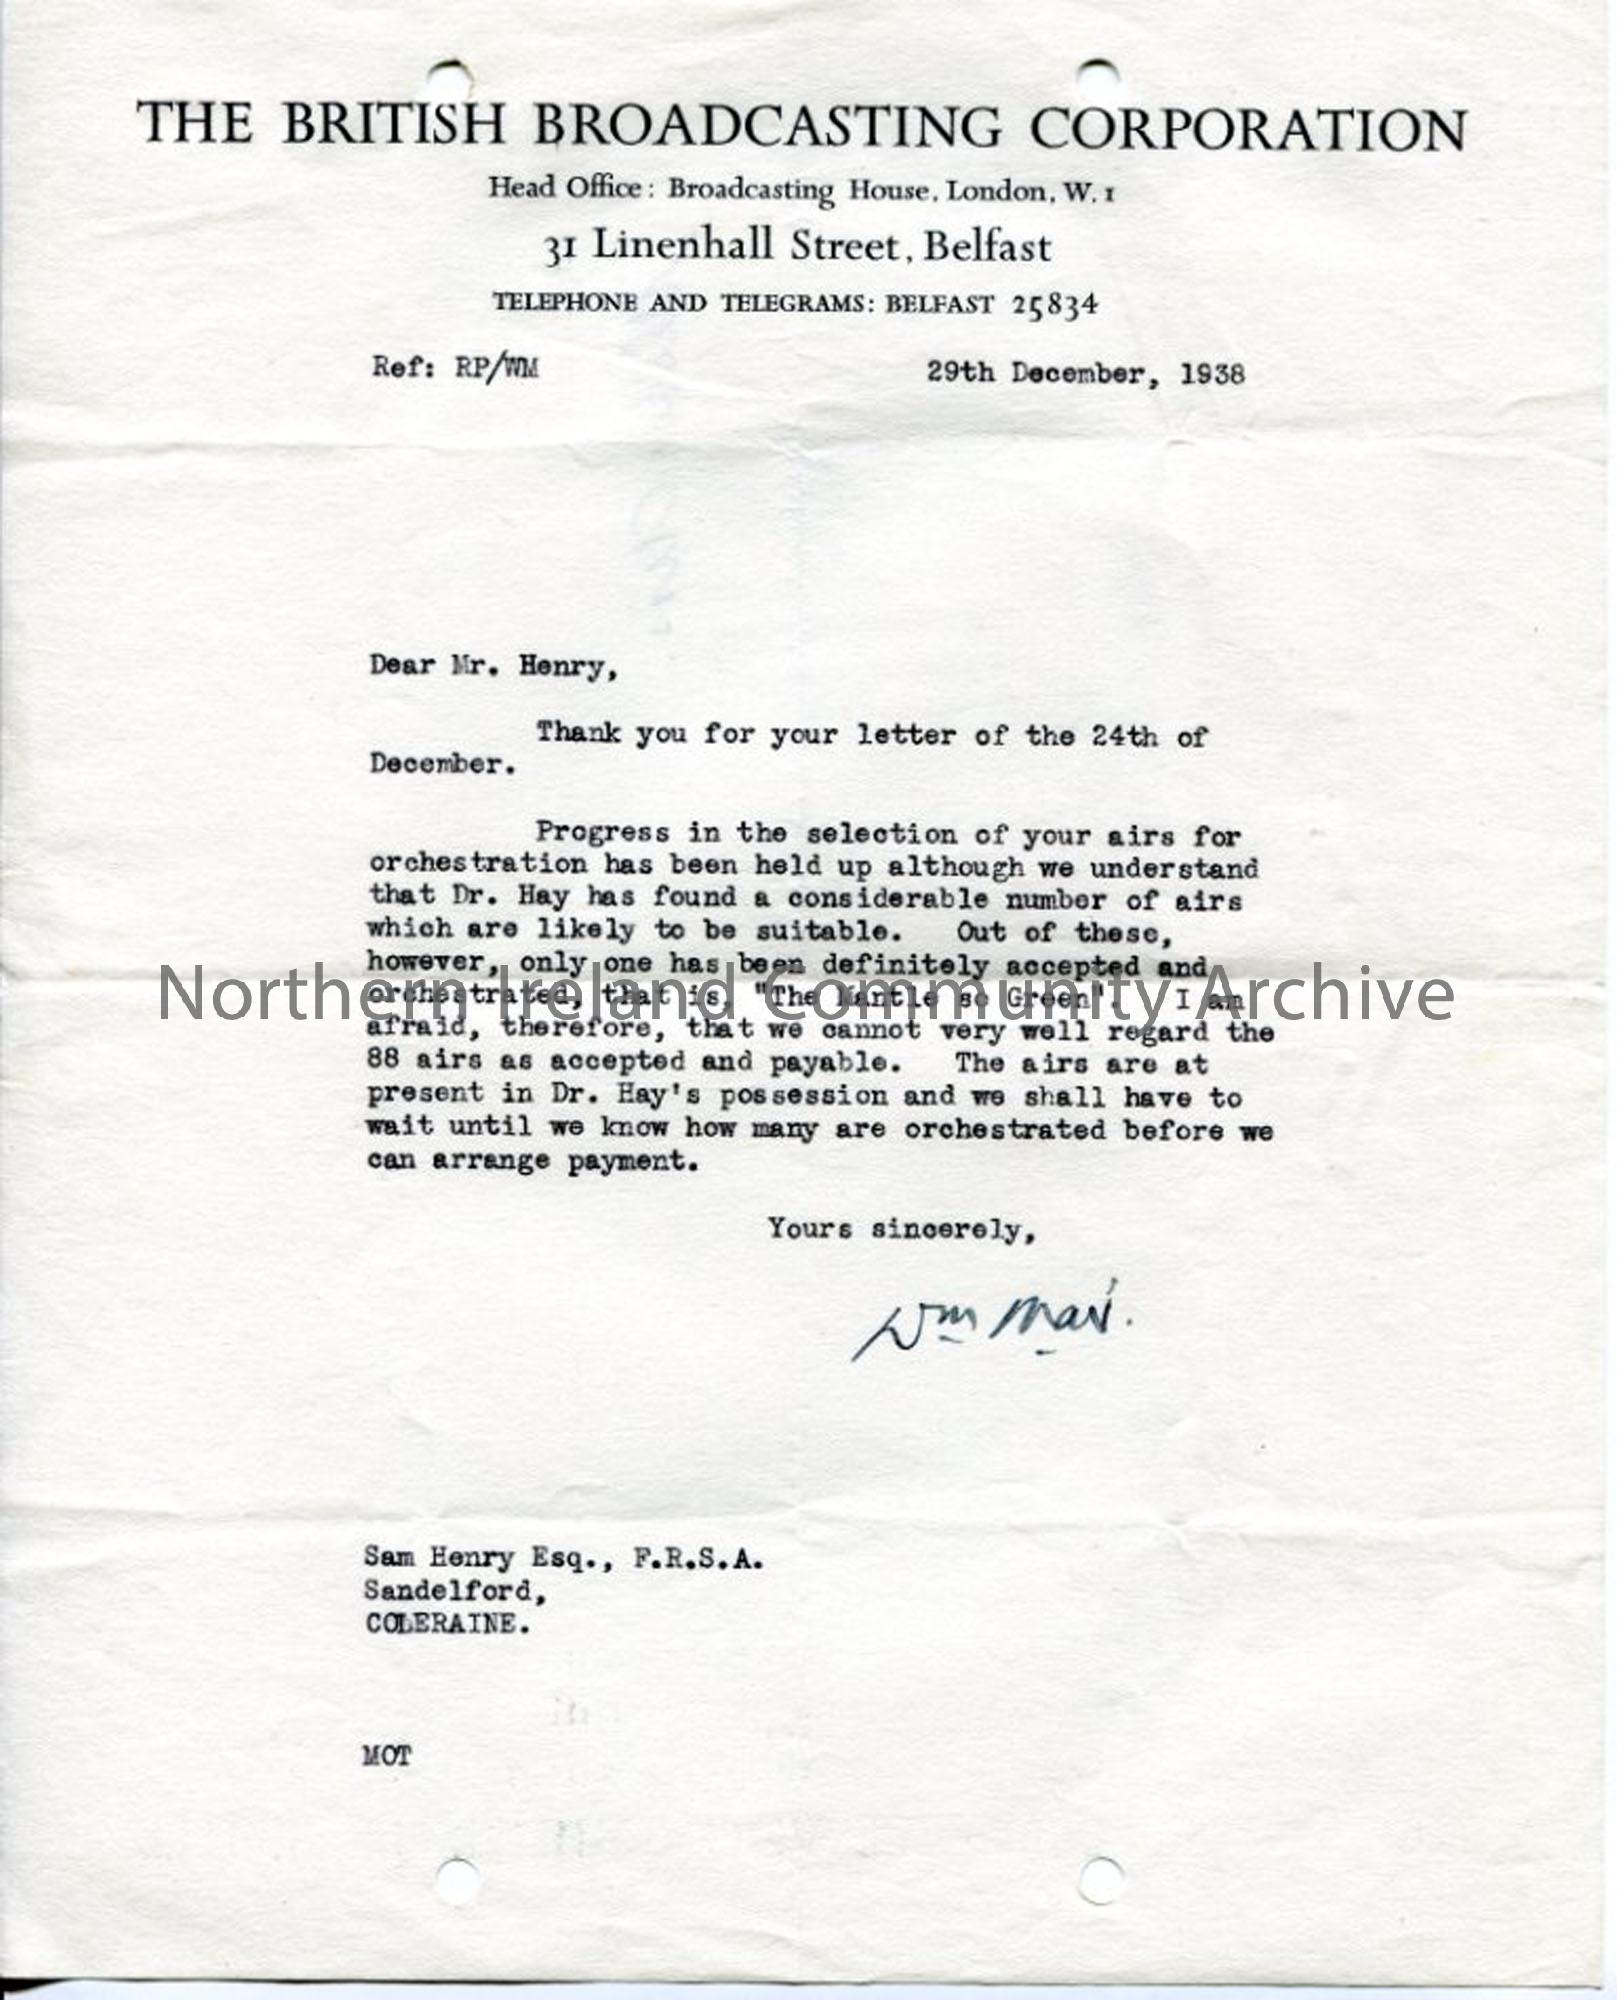 THE BRITISH BROADCASTING CORPORATION
Head Office: Broadcasting House, London, W.1
31 Linenhall Street, Belfast
TELEPHONE AND TELEGRAMS: BELFAST 25834
Ref: RP/WM 29th December, 1938
Dear Mr. Henry,
Thank you for your letter of the 24th of
December.
Progress in the selection of your airs for
orchestration has been held up although we understand
that Dr. Hay has found a considerable number of airs
which are likely to be suitable. Out of these,
however, only one has been definitely accepted and
orchestrated, that is, "The Mantle so Green". I am
Northern Ireland Community Archive
afraid, therefore, that we cannot very well regard the
88 airs as accepted and payable. The airs are at
present in Dr. Hay's possession and we shall have to
wait until we know how many are orchestrated before we
can arrange payment.
Yours sincerely,
Wm
Sam Henry Esq., F.R.S.A.
Sandelford,
COLERAINE.
MOT